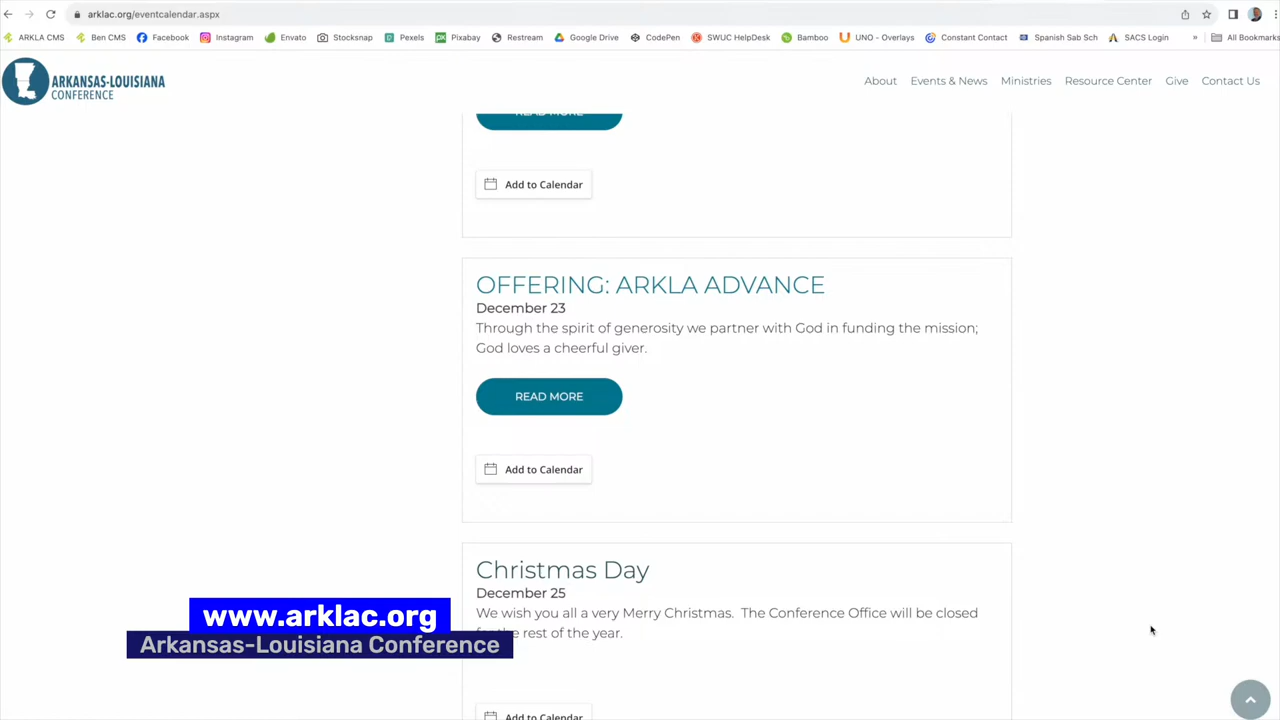 arklac.org/eventcalendar.aspx
ARKLA CMS Ben CMS Facebook Instagram Envato Stocksnap Pexels Pixabay Restream Google Drive CodePen SWUC HelpDesk Bamboo UNO - Overlays Constant Contact Spanish Sab Sch SACS Login » All Bookmarks
ARKANSAS-LOUISIANA
CONFERENCE
About Events & News Ministries Resource Center Give Contact Us
READ MORE
Add to Calendar
OFFERING: ARKLA ADVANCE
December 23
Through the spirit of generosity we partner with God in funding the mission;
God loves a cheerful giver.
READ MORE
Add to Calendar
Christmas Day
December 25
We wish you all a very Merry Christmas. The Conference Office will be closed
for the rest of the year.
www.arklac.org
Arkansas-Louisiana Conference
Add to Calendar